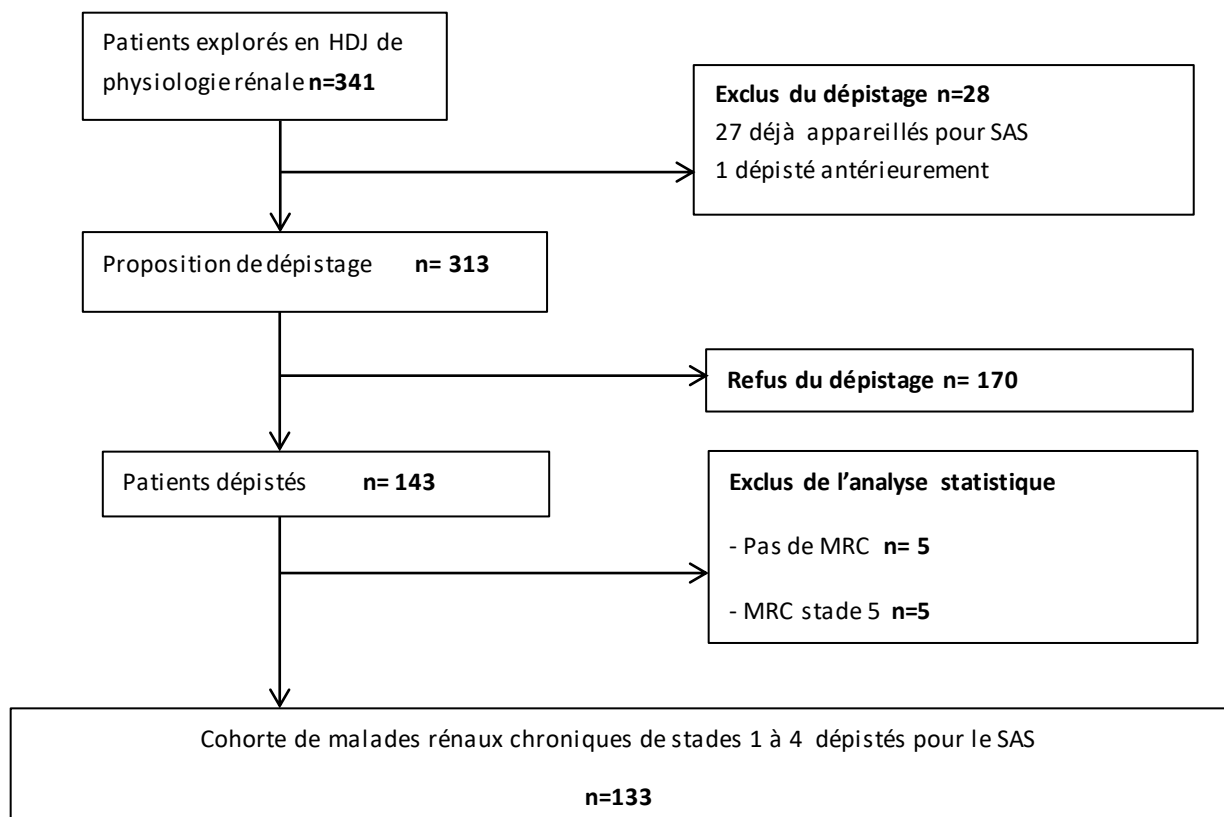 Patients explorés en HDJ de
physiologie rénale n=341
Exclus du dépistage n=28
27 déjà appareillés pour SAS
1 dépisté antérieurement
Proposition de dépistage n= 313
Refus du dépistage n= 170
Patients dépistés n= 143
Exclus de l’analyse statistique
- Pas de MRC n= 5
- MRC stade 5 n=5
Cohorte de malades rénaux chroniques de stades 1 à 4 dépistés pour le SAS
n=133